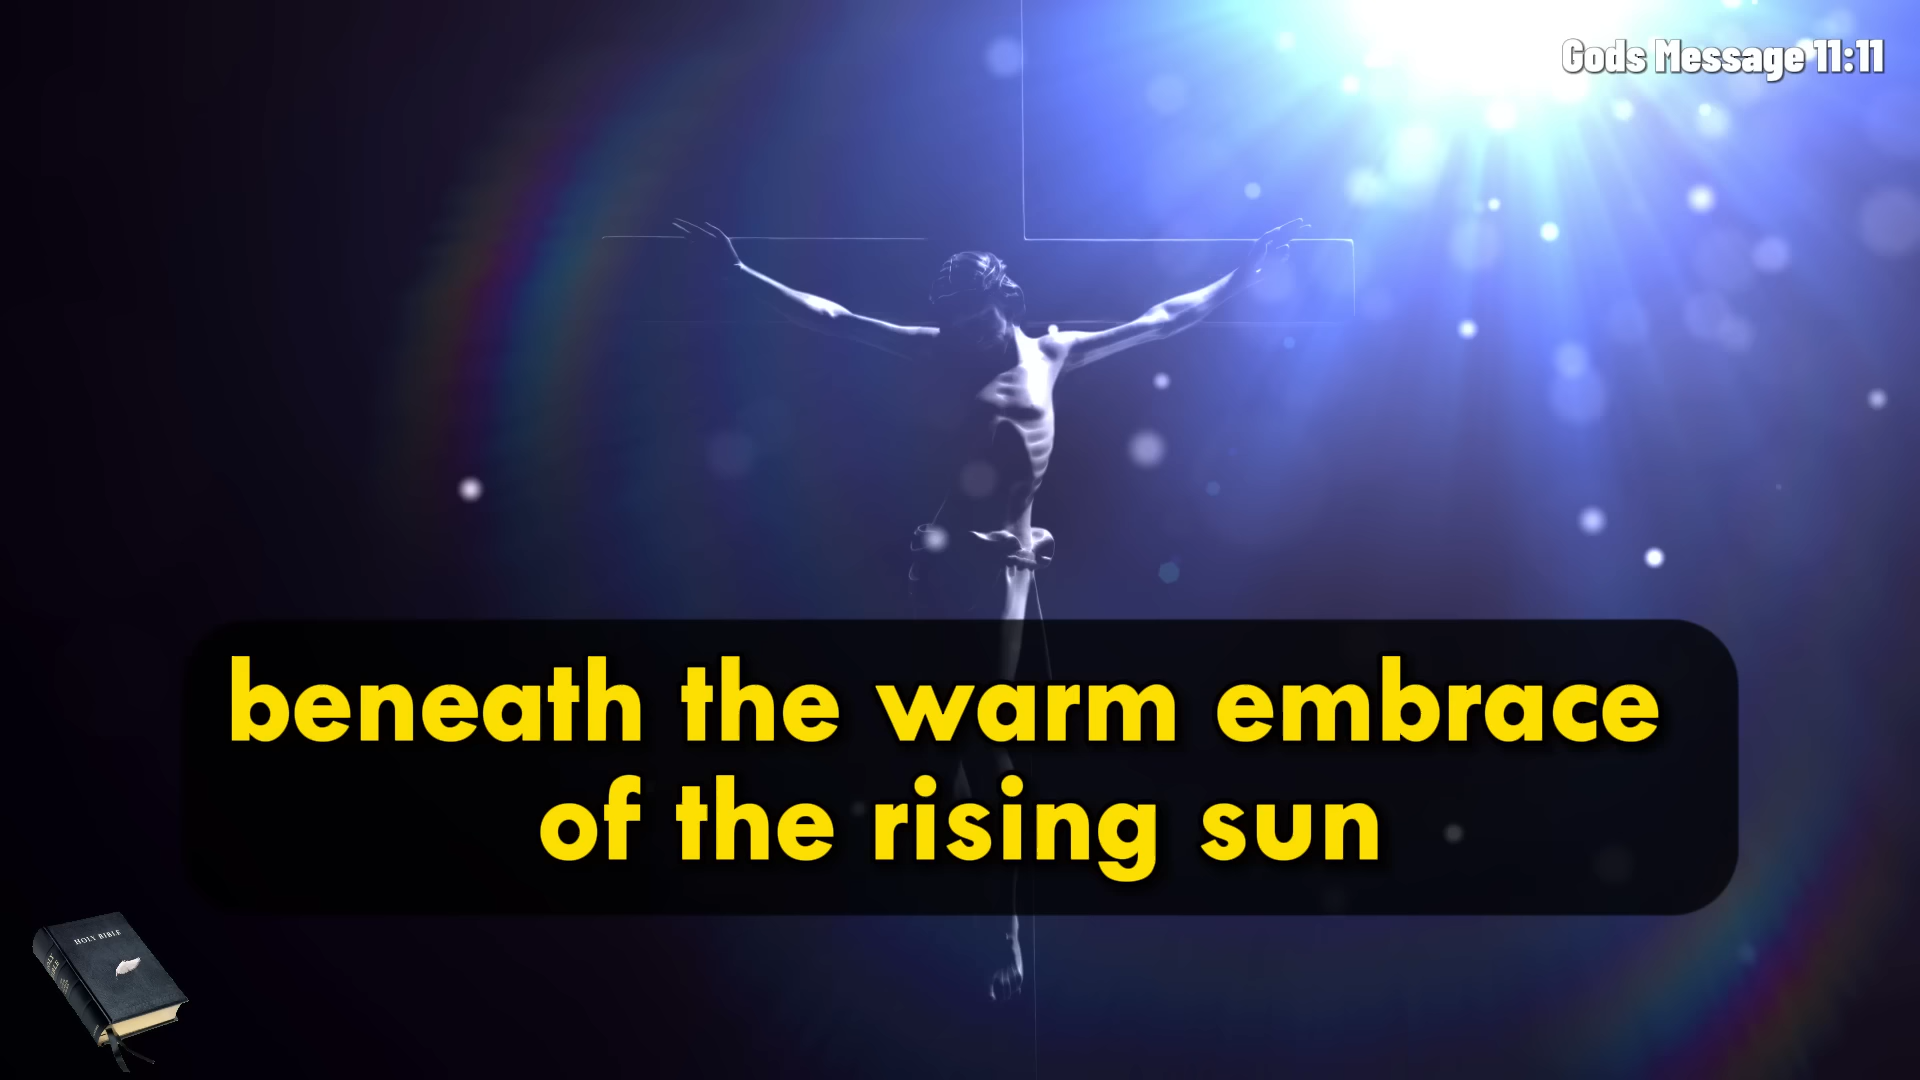 Gods Message 11:11
beneath the warm embrace
of the rising sun
HOLY BIBLE